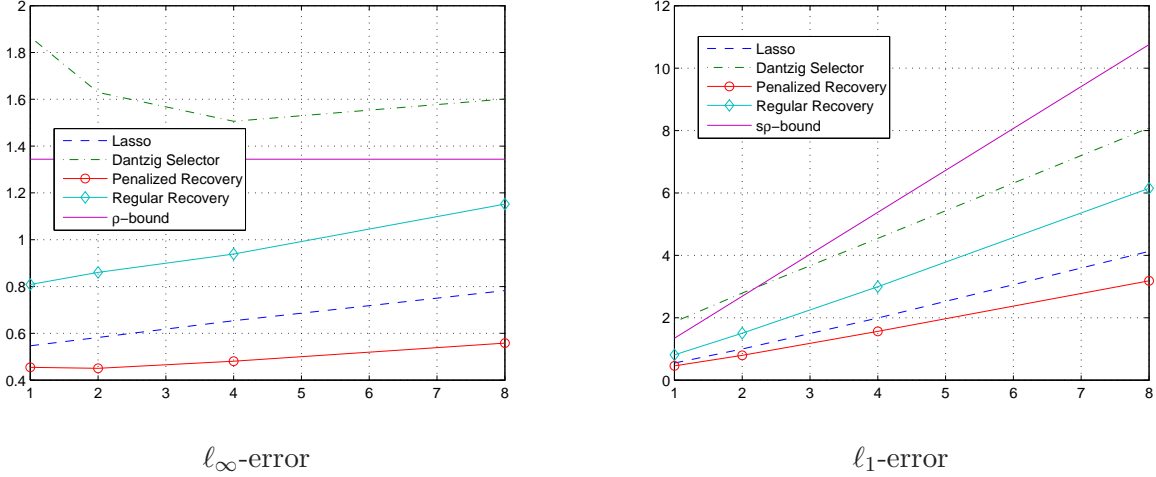 2
1.8
1.6
1.4
1.2
1
0.8
0.6
0.4
1 2 3 4 5 6 7 8
Lasso
Dantzig Selector
Penalized Recovery
Regular Recovery
ρ−bound
ℓ∞-error
12
10
8
6
4
2
0
1 2 3 4 5 6 7 8
Lasso
Dantzig Selector
Penalized Recovery
Regular Recovery
sρ−bound
ℓ1-error